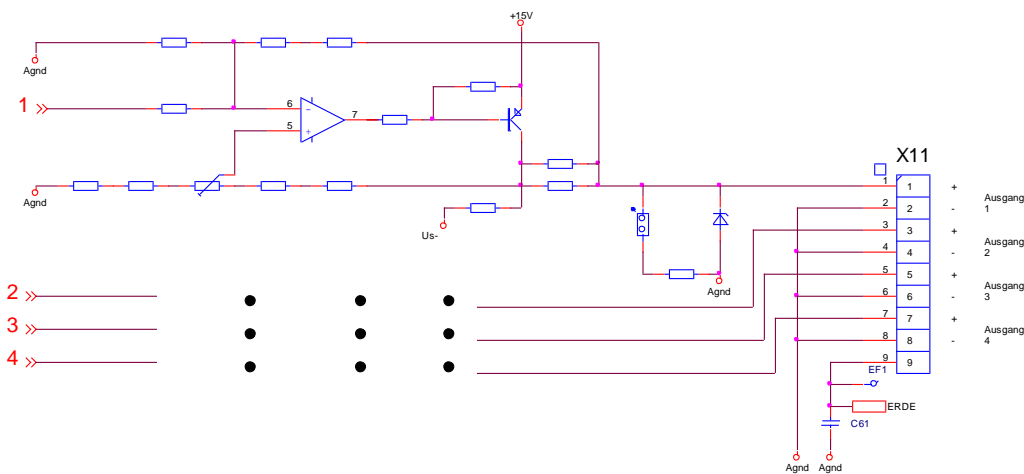 +15V
Agnd
1
6
-
7
5
+
X11
Agnd
1 1 +
Ausgang
2 2 - 1
Us-
3 3 +
Ausgang
4 4 - 2
5 5 +
Agnd
Ausgang
2
6 6 - 3
7 7 +
3
Ausgang
8 8 - 4
4
9 9
EF1
ERDE
C61
Agnd Agnd